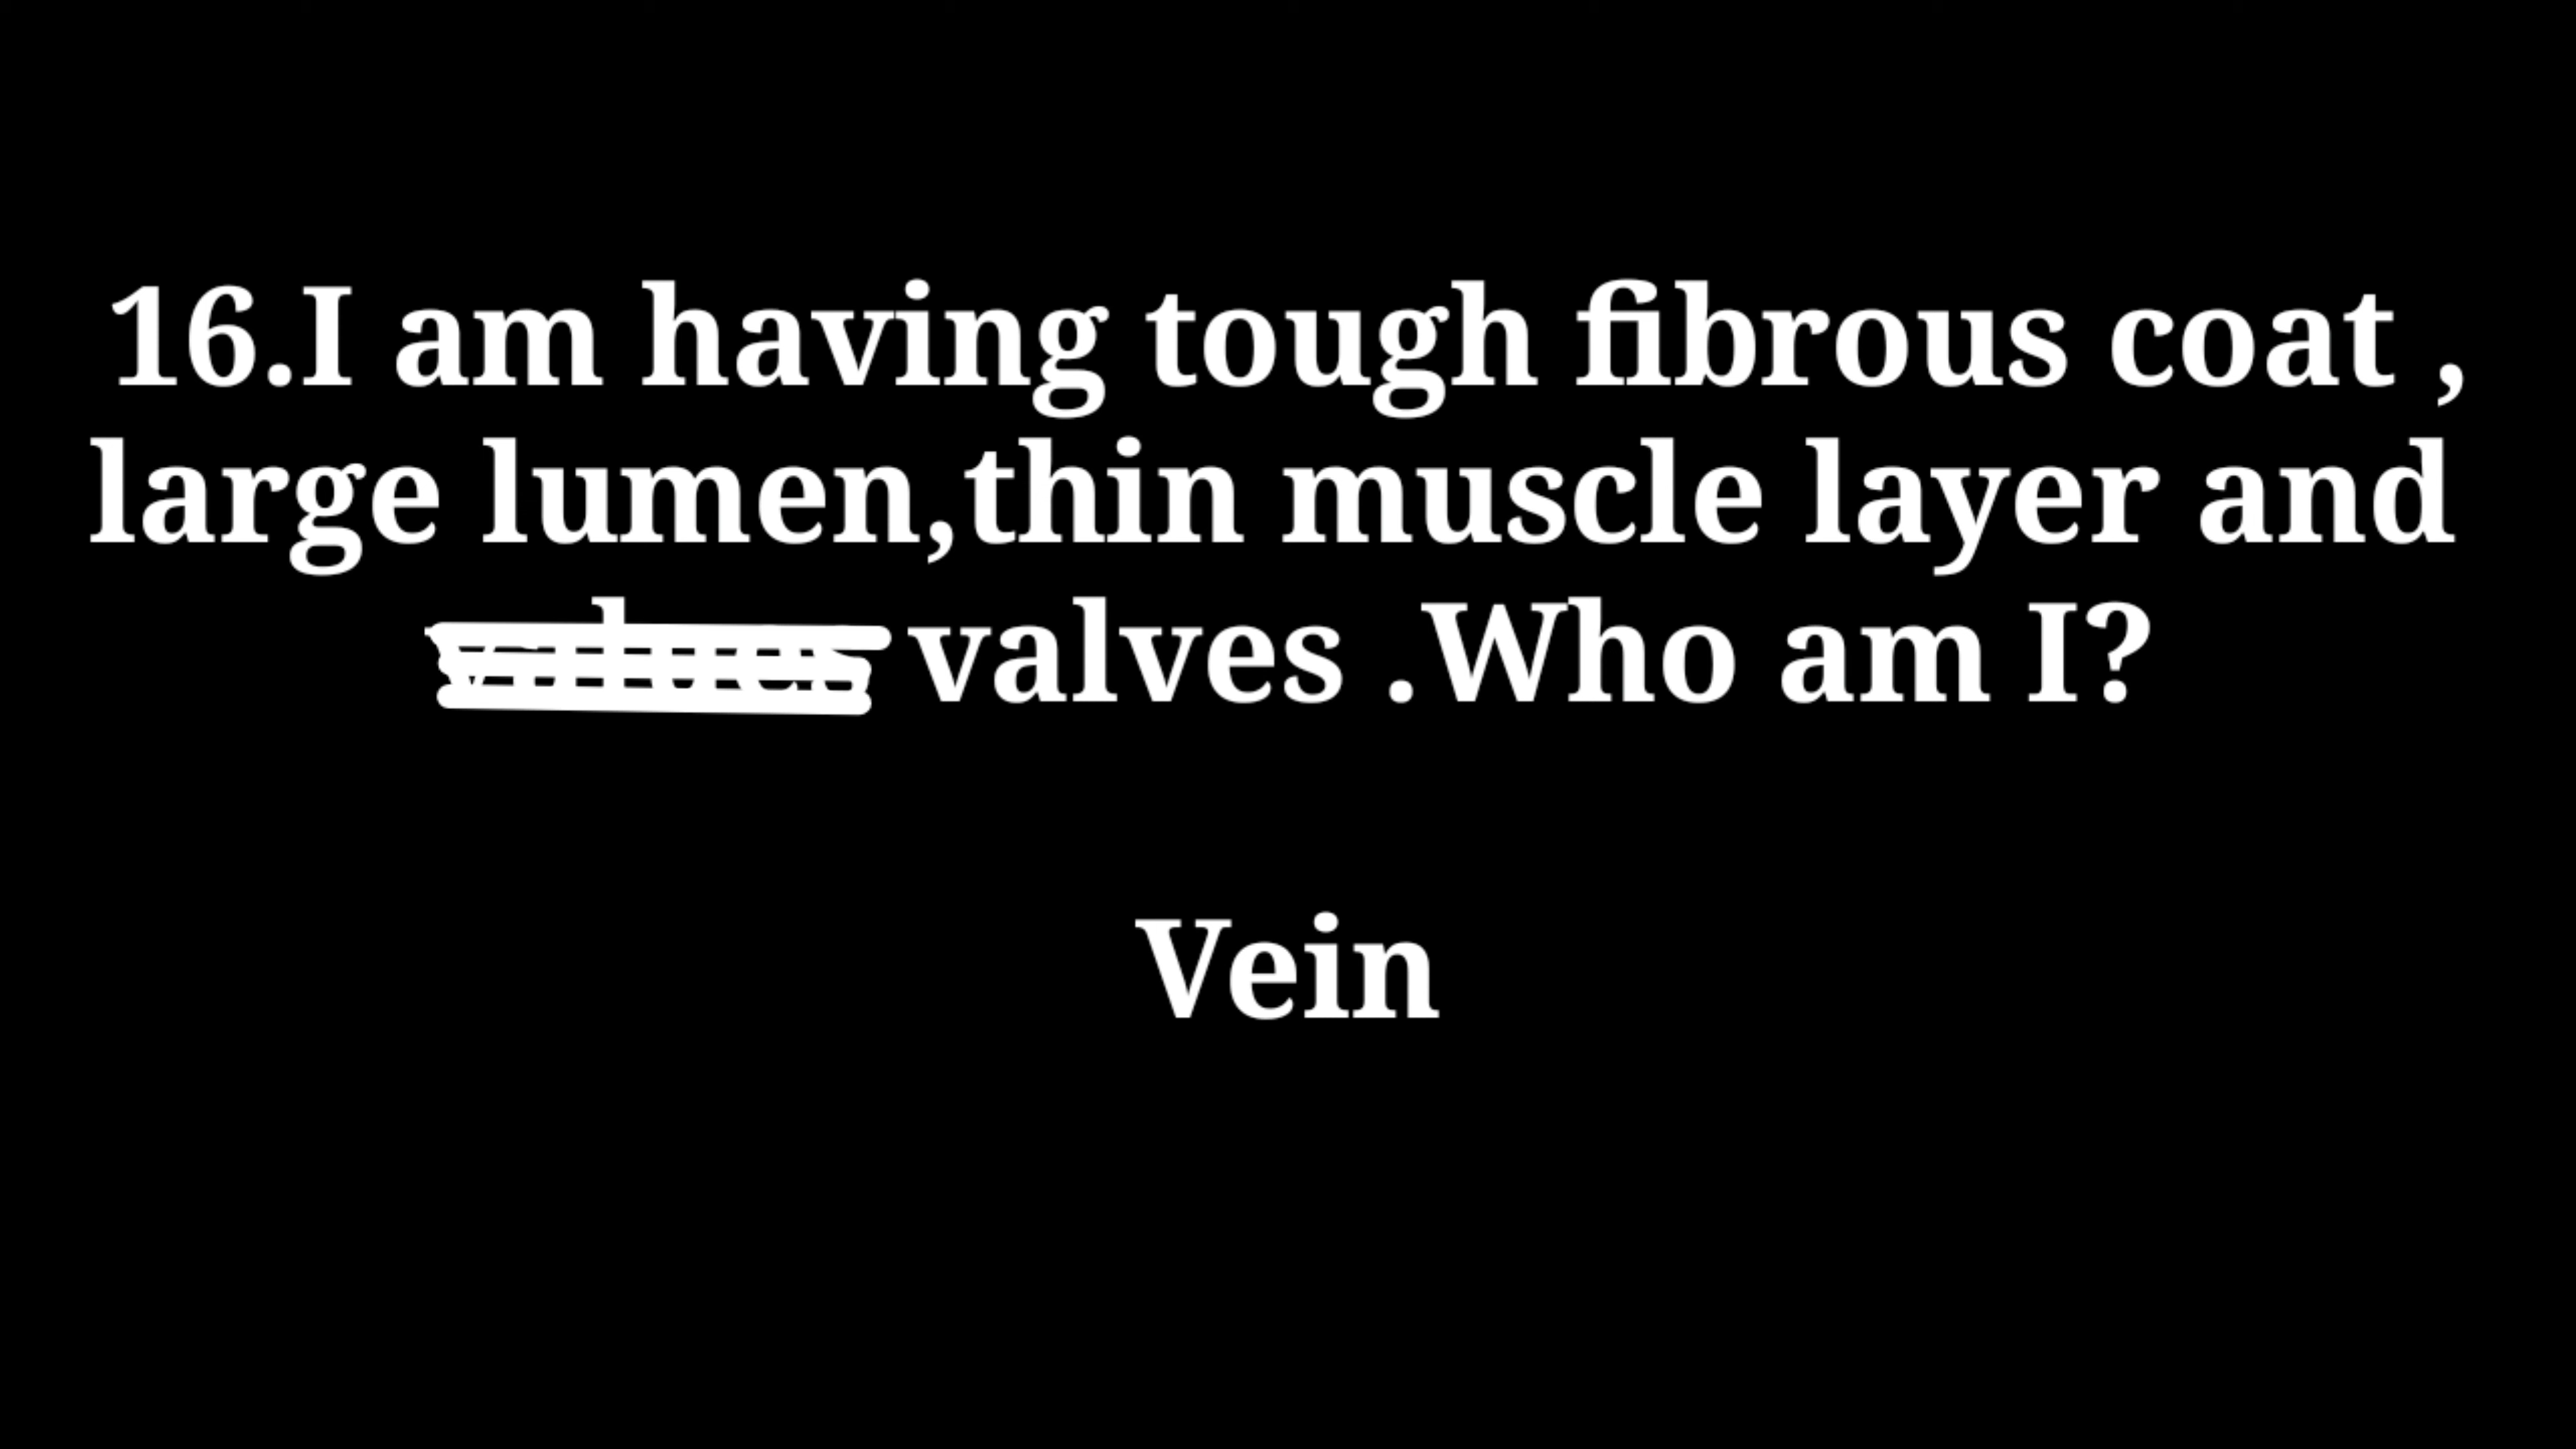 16.I am having tough fibrous coat ,
large lumen,thin muscle layer and
valves .Who am I?
Vein